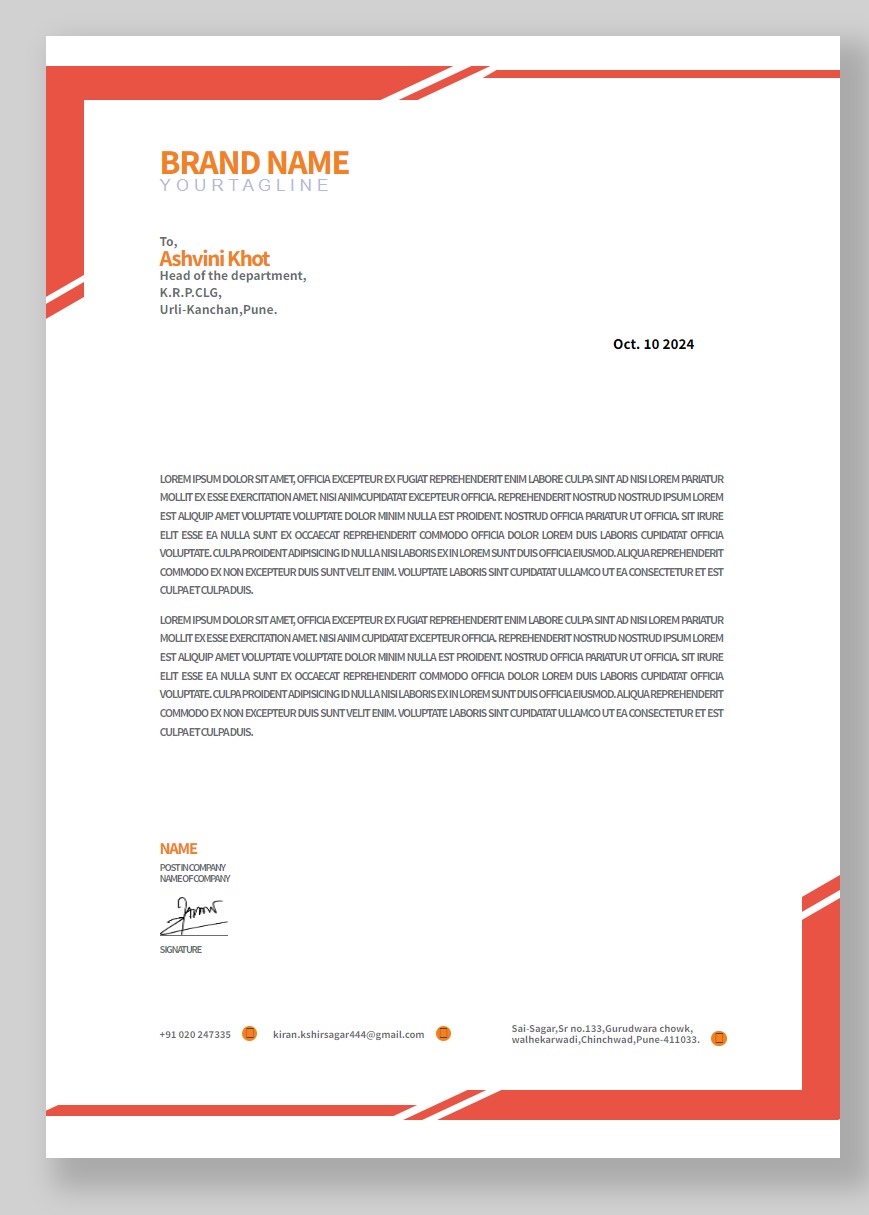 BRAND NAME
YOURTAGLINE
To,
Ashvini Khot
Head of the department,
K.R.P.CLG,
Urli-Kanchan,Pune.
Oct. 10 2024
LOREM IPSUM DOLOR SIT AMET, OFFICIA EXCEPTEUR EX FUGIAT REPREHENDERIT ENIM LABORE CULPA SINT AD NISI LOREM PARIATUR
MOLLIT EX ESSE EXERCITATION AMET. NISI ANIMCUPIDATAT EXCEPTEUR OFFICIA. REPREHENDERIT NOSTRUD NOSTRUD IPSUM LOREM
EST ALIQUIP AMET VOLUPTATE VOLUPTATE DOLOR MINIM NULLA EST PROIDENT. NOSTRUD OFFICIA PARIATUR UT OFFICIA. SIT IRURE
ELIT ESSE EA NULLA SUNT EX OCCAECAT REPREHENDERIT COMMODO OFFICIA DOLOR LOREM DUIS LABORIS CUPIDATAT OFFICIA
VOLUPTATE. CULPA PROIDENT ADIPISICING ID NULLA NISI LABORIS EX IN LOREM SUNT DUIS OFFICIA EIUSMOD. ALIQUA REPREHENDERIT
COMMODO EX NON EXCEPTEUR DUIS SUNT VELIT ENIM. VOLUPTATE LABORIS SINT CUPIDATAT ULLAMCO UT EA CONSECTETUR ET EST
CULPA ET CULPA DUIS.
LOREM IPSUM DOLOR SIT AMET, OFFICIA EXCEPTEUR EX FUGIAT REPREHENDERIT ENIM LABORE CULPA SINT AD NISI LOREM PARIATUR
MOLLIT EX ESSE EXERCITATION AMET. NISI ANIM CUPIDATAT EXCEPTEUR OFFICIA. REPREHENDERIT NOSTRUD NOSTRUD IPSUM LOREM
EST ALIQUIP AMET VOLUPTATE VOLUPTATE DOLOR MINIM NULLA EST PROIDENT. NOSTRUD OFFICIA PARIATUR UT OFFICIA. SIT IRURE
ELIT ESSE EA NULLA SUNT EX OCCAECAT REPREHENDERIT COMMODO OFFICIA DOLOR LOREM DUIS LABORIS CUPIDATAT OFFICIA
VOLUPTATE. CULPA PROIDENT ADIPISICING ID NULLA NISI LABORIS EX IN LOREM SUNT DUIS OFFICIA EIUSMOD. ALIQUA REPREHENDERIT
COMMODO EX NON EXCEPTEUR DUIS SUNT VELIT ENIM. VOLUPTATE LABORIS SINT CUPIDATAT ULLAMCO UT EA CONSECTETUR ET EST
CULPA ET CULPA DUIS.
NAME
POST IN COMPANY
NAME OF COMPANY
SIGNATURE
+91 020 247335
kiran.kshirsagar444@gmail.com
Sai-Sagar,Sr no.133,Gurudwara chowk,
walhekarwadi,Chinchwad,Pune-411033.